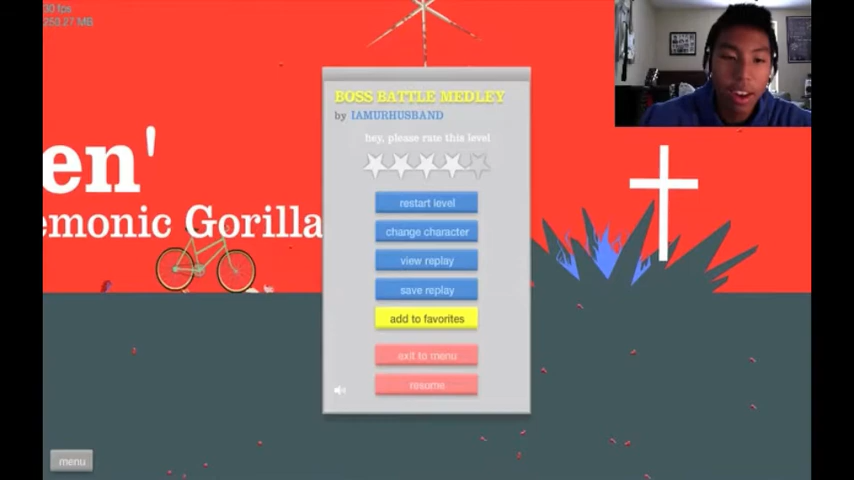 30 fps
250.27 MB
BOSS BATTLE MEDLEY
by IAMURHUSBAND
hey, please rate this level
en'
emonic Gorilla
restart level
change character
view replay
save replay
add to favorites
exit to menu
resume
menu